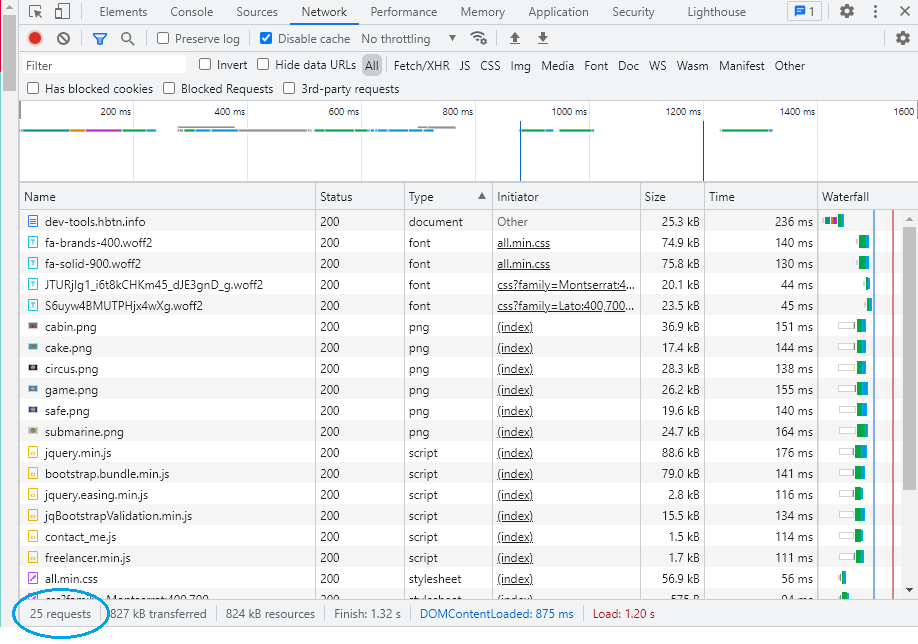 Elements Console Sources Network Performance Memory Application Security Lighthouse 1
Preserve log Disable cache No throttling
Filter Invert Hide data URLs All Fetch/XHR JS CSS Img Media Font Doc WS Wasm Manifest Other
Has blocked cookies Blocked Requests 3rd-party requests
200 ms 400 ms 600 ms 800 ms 1000 ms 1200 ms 1400 ms 1600
Name Status Type Initiator Size Time Waterfall
dev-tools.hbtn.info 200 document Other 25.3 kB 236 ms
fa-brands-400.woff2 200 font all.min.css 74.9 kB 140 ms
fa-solid-900.woff2 200 font all.min.css 75.8 kB 130 ms
JTURjIg1_i6t8kCHKm45_dJE3gnD_g.woff2 200 font css?family=Montserrat:4... 20.1 kB 44 ms
S6uyw4BMUTPHjx4wXg.woff2 200 font css?family=Lato:400,700... 23.5 kB 45 ms
cabin.png 200 png (index) 36.9 kB 151 ms
cake.png 200 png (index) 17.4 kB 144 ms
circus.png 200 png (index) 28.3 kB 138 ms
game.png 200 png (index) 26.2 kB 155 ms
safe.png 200 png (index) 19.6 kB 140 ms
submarine.png 200 png (index) 24.7 kB 164 ms
jquery.min.js 200 script (index) 88.6 kB 176 ms
bootstrap.bundle.min.js 200 script (index) 79.0 kB 141 ms
jquery.easing.min.js 200 script (index) 2.8 kB 116 ms
jqBootstrapValidation.min.js 200 script (index) 15.5 kB 134 ms
contact_me.js 200 script (index) 1.5 kB 114 ms
freelancer.min.js 200 script (index) 1.7 kB 111 ms
all.min.css 200 stylesheet (index) 56.9 kB 56 ms
css?family=Montserrat:400,700 200 stylesheet (index) 575 B 94 ms
25 requests 827 kB transferred 824 kB resources Finish: 1.32 s DOMContentLoaded: 875 ms Load: 1.20 s